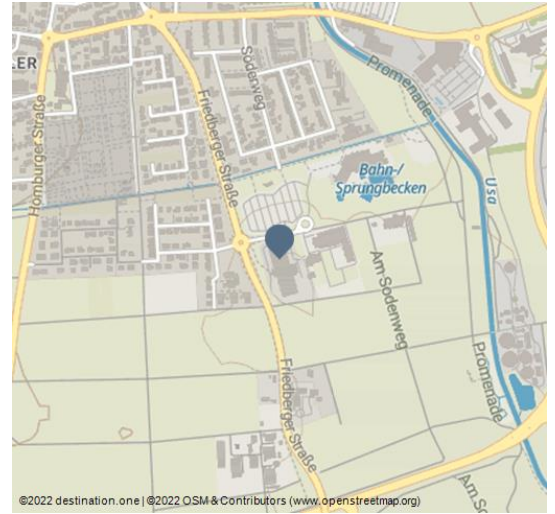 Promenade
Sodenweg
LER
Homburger Straße
Friedberger Straße
Bahn-/
Sprungbecken
Usa
Am Sodenweg
Friedberger Straße
Promenade
Am So
©2022 destination.one | ©2022 OSM & Contributors (www.openstreetmap.org)